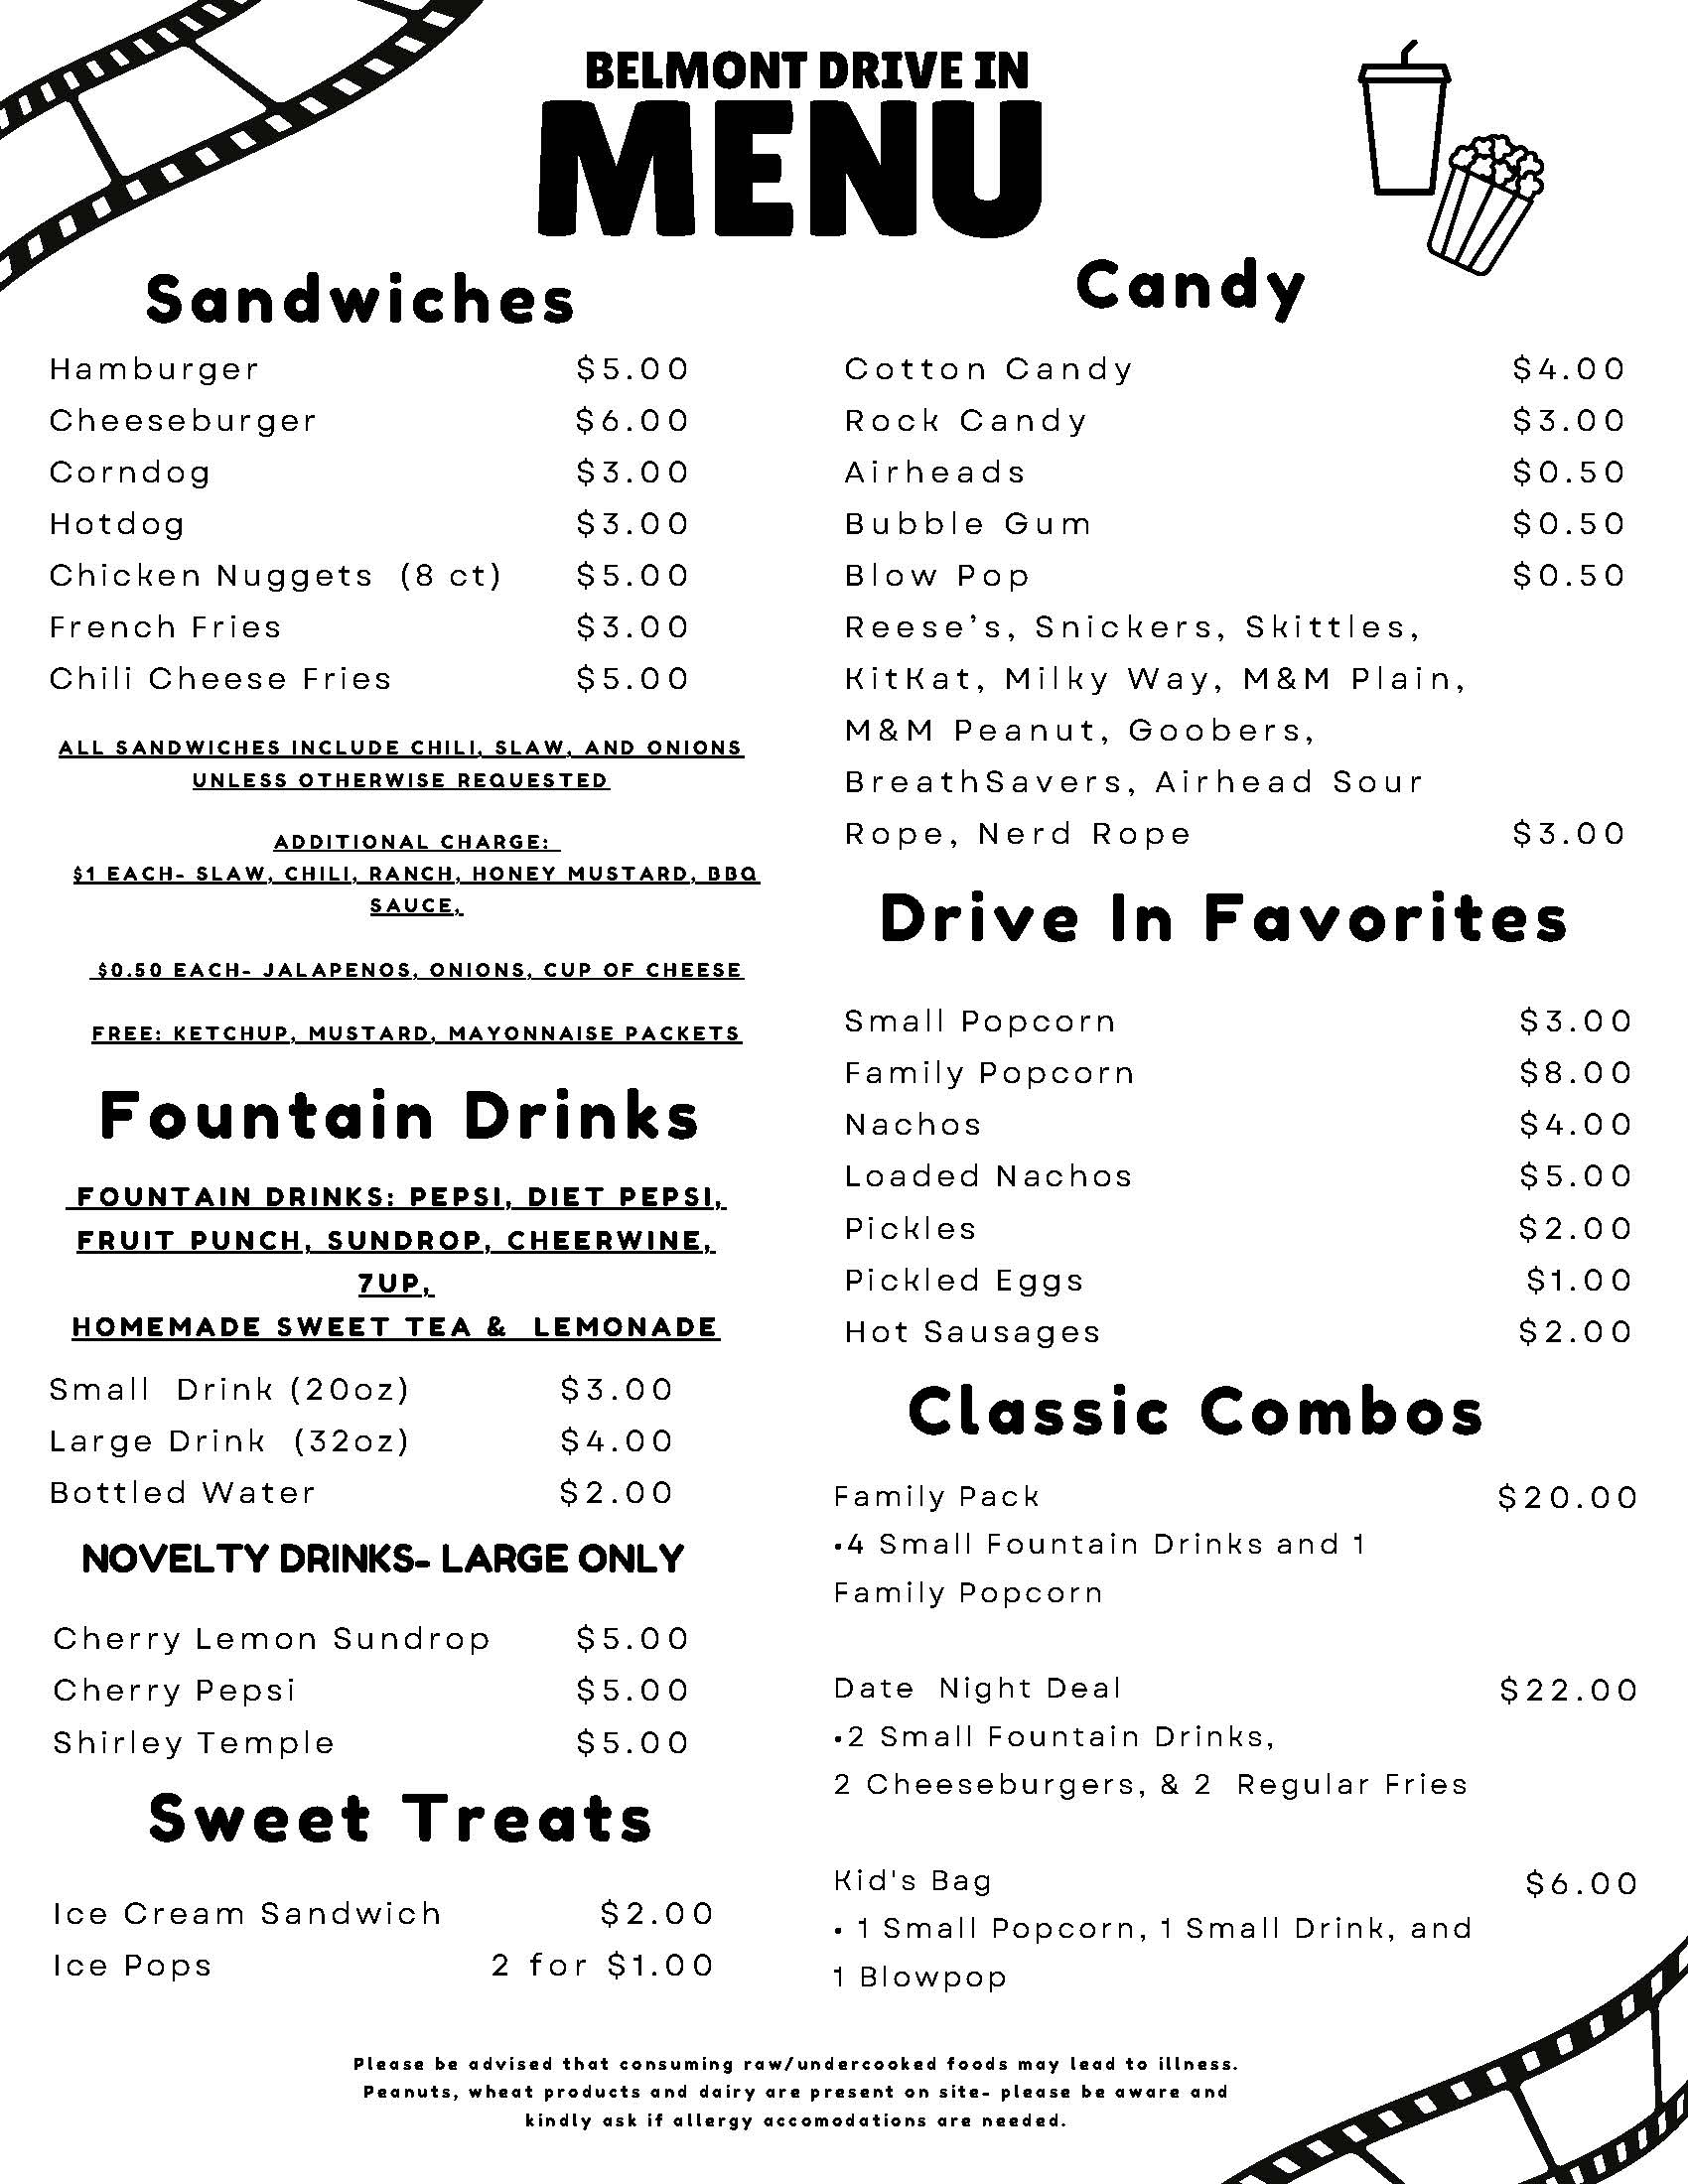 BELMONT DRIVE IN
MENU
Sandwiches
Hamburger $5.00
Cheeseburger $6.00
Corndog $3.00
Hotdog $3.00
Chicken Nuggets (8 ct) $5.00
French Fries $3.00
Chili Cheese Fries $5.00
ALL SANDWICHES INCLUDE CHILI, SLAW, AND ONIONS
UNLESS OTHERWISE REQUESTED
ADDITIONAL CHARGE:
$1 EACH- SLAW, CHILI, RANCH, HONEY MUSTARD, BBQ
SAUCE,
$0.50 EACH- JALAPENOS, ONIONS, CUP OF CHEESE
FREE: KETCHUP, MUSTARD, MAYONNAISE PACKETS
Fountain Drinks
FOUNTAIN DRINKS: PEPSI, DIET PEPSI,
FRUIT PUNCH, SUNDROP, CHEERWINE,
7UP,
HOMEMADE SWEET TEA & LEMONADE
Small Drink (20oz) $3.00
Large Drink (32oz) $4.00
Bottled Water $2.00
NOVELTY DRINKS- LARGE ONLY
Cherry Lemon Sundrop $5.00
Cherry Pepsi $5.00
Shirley Temple $5.00
Sweet Treats
Ice Cream Sandwich $2.00
Ice Pops 2 for $1.00
Candy
Cotton Candy $4.00
Rock Candy $3.00
Airheads $0.50
Bubble Gum $0.50
Blow Pop $0.50
Reese's, Snickers, Skittles,
KitKat, Milky Way, M&M Plain,
M&M Peanut, Goobers,
BreathSavers, Airhead Sour
Rope, Nerd Rope $3.00
Drive In Favorites
Small Popcorn $3.00
Family Popcorn $8.00
Nachos $4.00
Loaded Nachos $5.00
Pickles $2.00
Pickled Eggs $1.00
Hot Sausages $2.00
Classic Combos
Family Pack $20.00
•4 Small Fountain Drinks and 1
Family Popcorn
Date Night Deal $22.00
•2 Small Fountain Drinks,
2 Cheeseburgers, & 2 Regular Fries
Kid's Bag $6.00
• 1 Small Popcorn, 1 Small Drink, and
1 Blowpop
Please be advised that consuming raw/undercooked foods may lead to illness.
Peanuts, wheat products and dairy are present on site- please be aware and
kindly ask if allergy accomodations are needed.